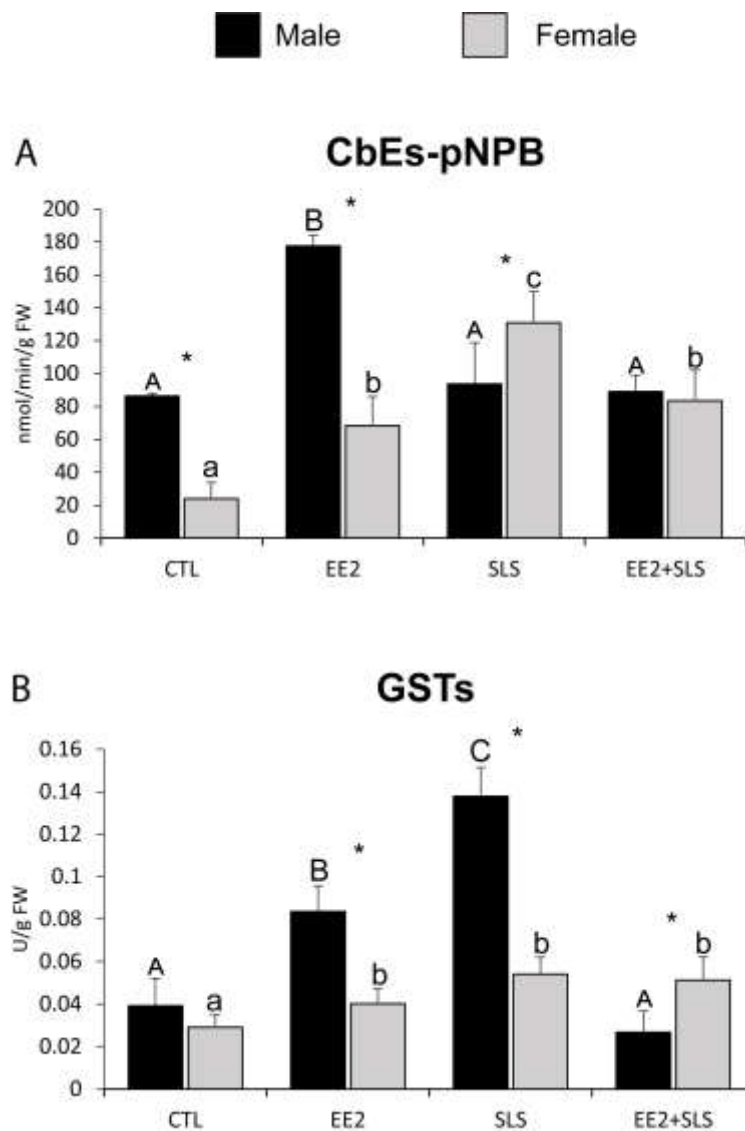 Male Female
A CbEs-pNPB
nmol/min/g FW
200
180
160
140
120
100
80
60
40
20
0
A * a B * b A * c A b
CTL EE2 SLS EE2+SLS
B GSTs
U/g FW
0.16
0.14
0.12
0.1
0.08
0.06
0.04
0.02
0
A a B * b C * b A * b
CTL EE2 SLS EE2+SLS